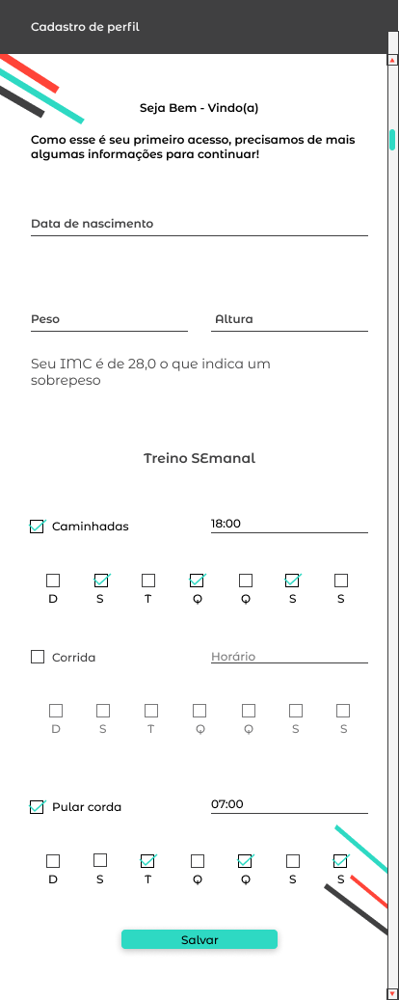 Cadastro de perfil
Seja Bem - Vindo(a)
Como esse é seu primeiro acesso, precisamos de mais
algumas informações para continuar!
Data de nascimento
Peso Altura
Seu IMC é de 28,0 o que indica um
sobrepeso
Treino SEmanal
Caminhadas 18:00
D S T Q Q S S
Corrida Horário
D S T Q Q S S
Pular corda 07:00
D S T Q Q S S
Salvar